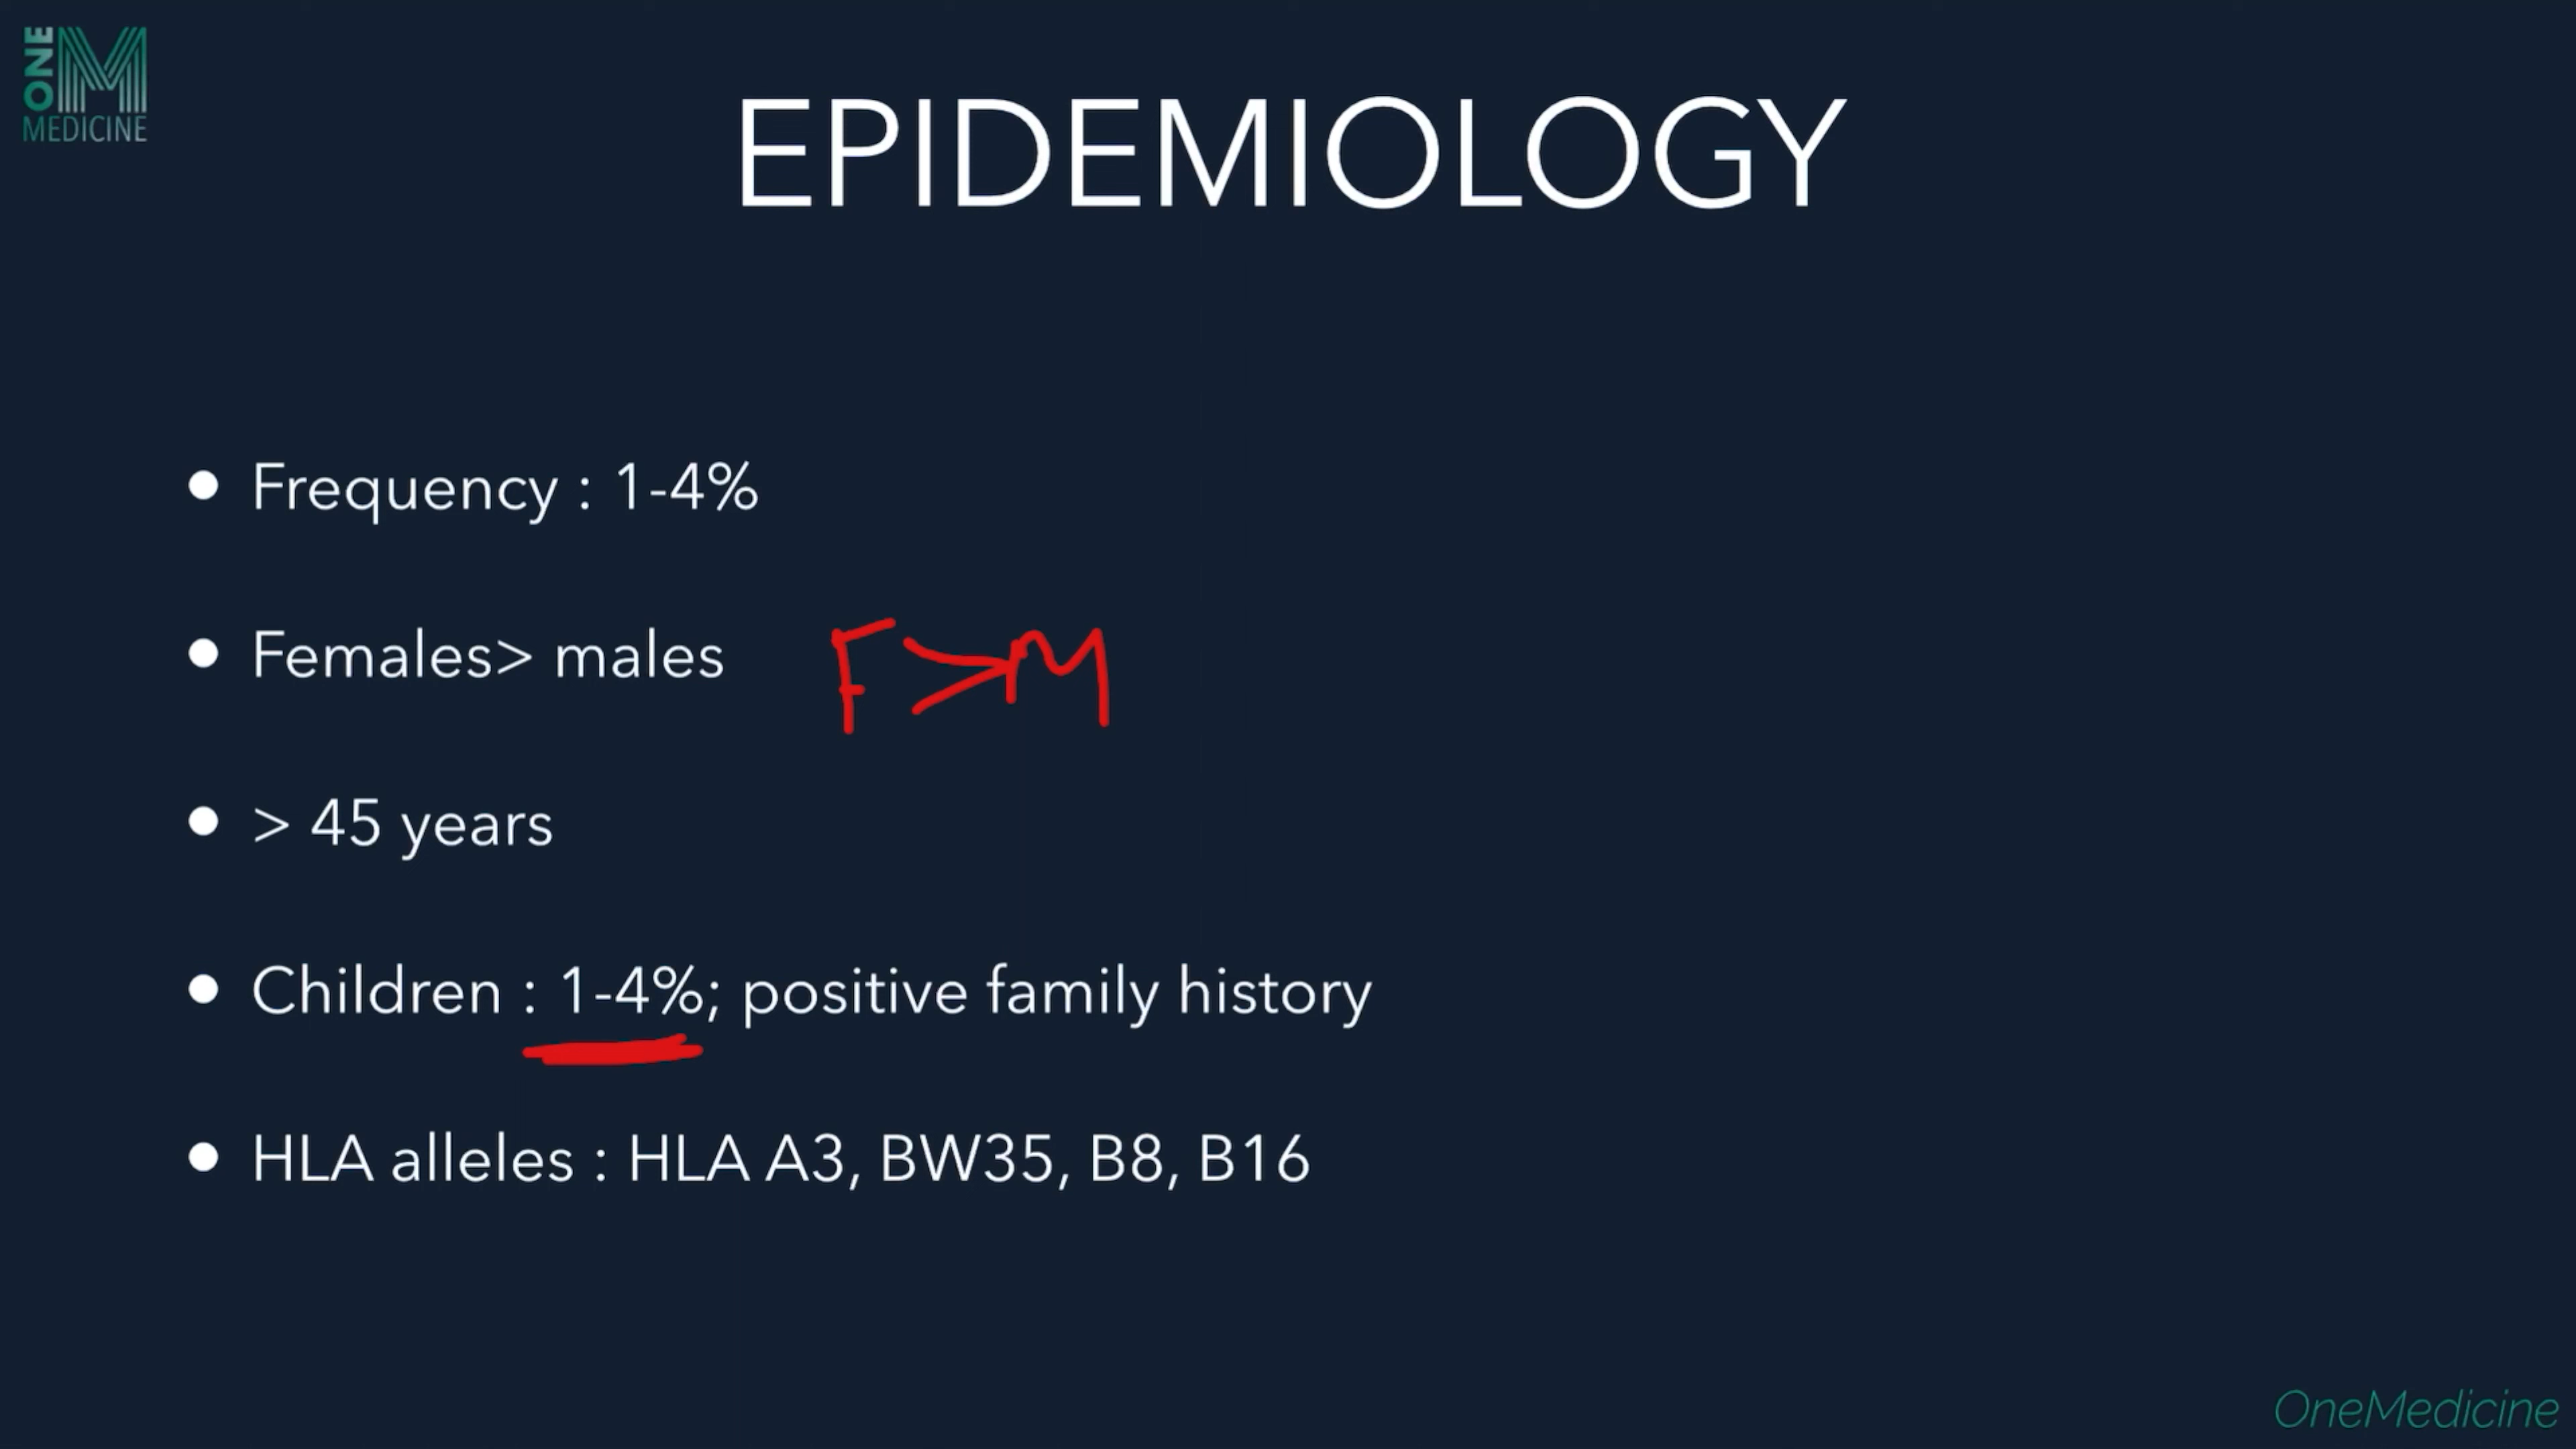 ONE
M
MEDICINE
EPIDEMIOLOGY
• Frequency : 1-4%
• Females> males F>M
• > 45 years
• Children : 1-4%; positive family history
• HLA alleles : HLA A3, BW35, B8, B16
OneMedicine